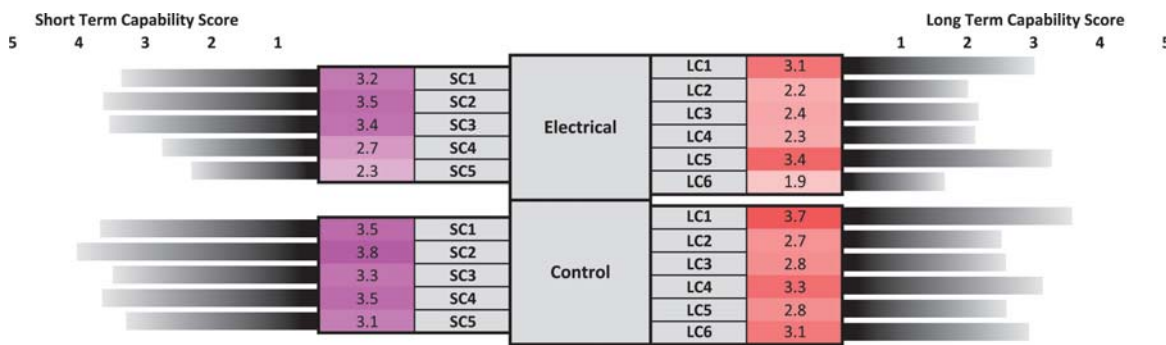 Short Term Capability Score
Long Term Capability Score
5 4 3 2 1
1 2 3 4 5
3.2 SC1
3.5 SC2
3.4 SC3
2.7 SC4
2.3 SC5
Electrical
LC1 3.1
LC2 2.2
LC3 2.4
LC4 2.3
LC5 3.4
LC6 1.9
3.5 SC1
3.8 SC2
3.3 SC3
3.5 SC4
3.1 SC5
Control
LC1 3.7
LC2 2.7
LC3 2.8
LC4 3.3
LC5 2.8
LC6 3.1